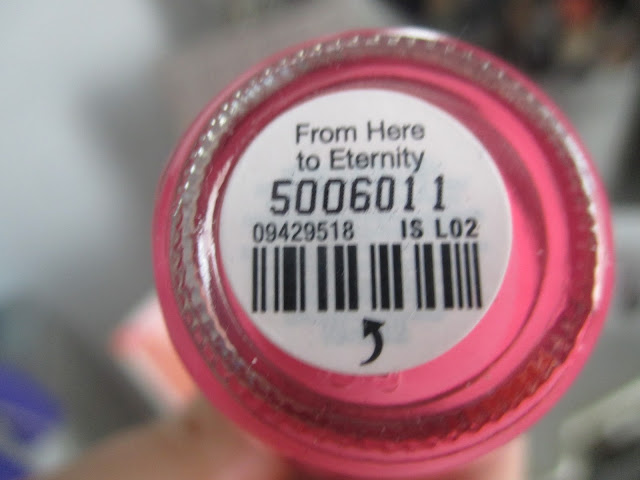 From Here
to Eternity
5006011
09429518 IS L02